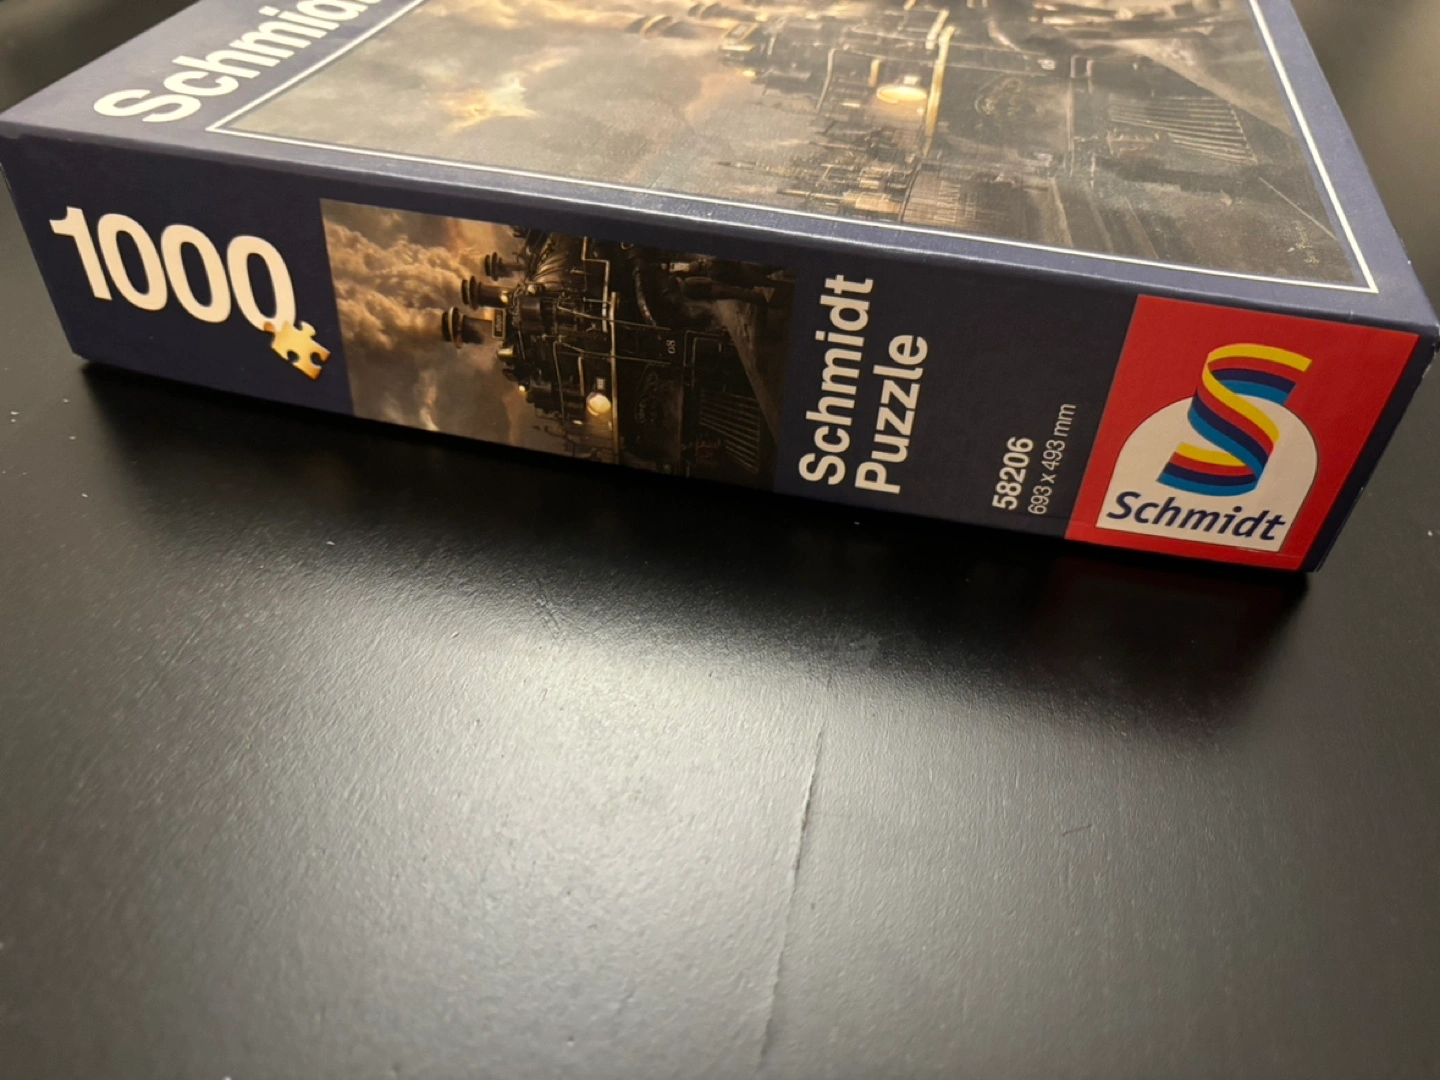 Schmidt
1000
Schmidt
Puzzle
58206
693 x 493 mm
Schmidt